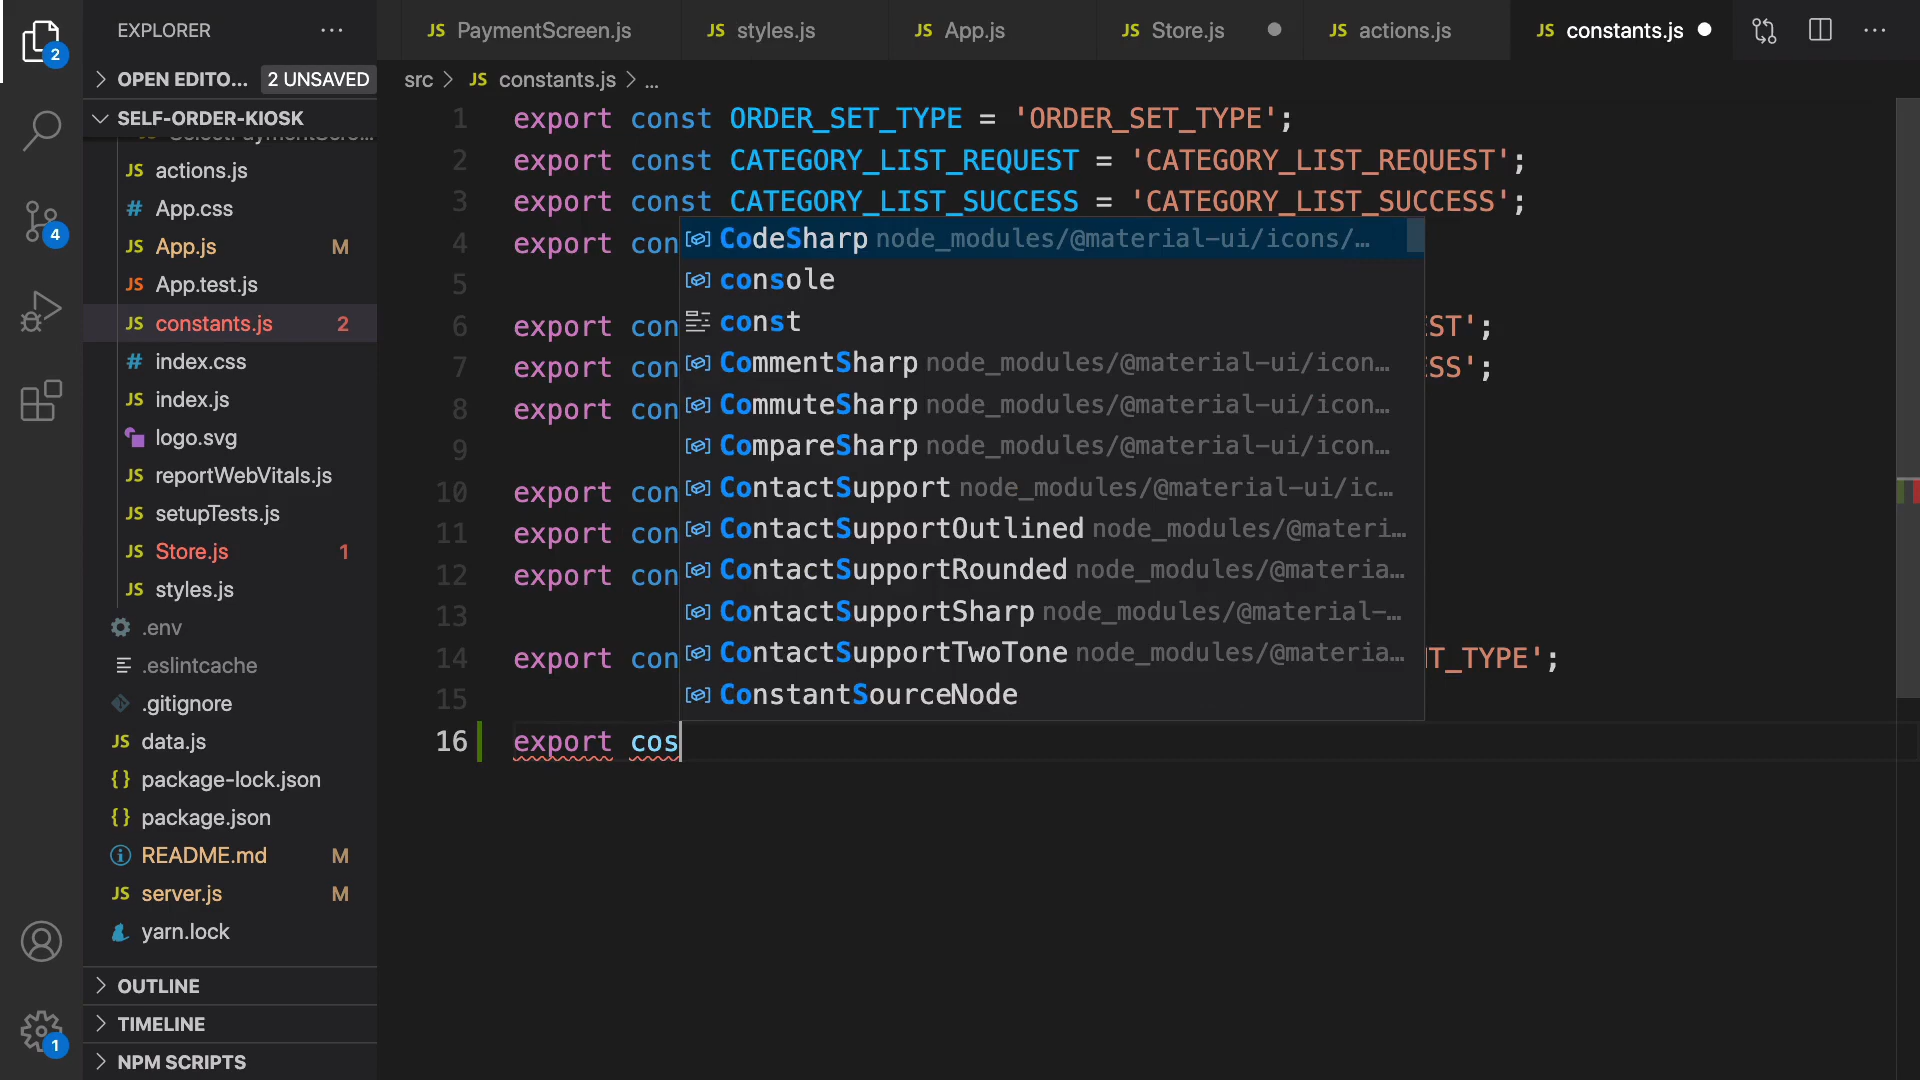 EXPLORER
PaymentScreen.js
styles.js
App.js
Store.js
actions.js
constants.js
OPEN EDITO... 2 UNSAVED
src > JS constants.js > ...
SELF-ORDER-KIOSK
actions.js
# App.css
App.js M
App.test.js
constants.js 2
# index.css
index.js
logo.svg
reportWebVitals.js
setupTests.js
Store.js 1
styles.js
.env
.eslintcache
.gitignore
data.js
{} package-lock.json
{} package.json
README.md M
server.js M
yarn.lock
OUTLINE
TIMELINE
NPM SCRIPTS
2
4
1
1 export const ORDER_SET_TYPE = 'ORDER_SET_TYPE';
2 export const CATEGORY_LIST_REQUEST = 'CATEGORY_LIST_REQUEST';
3 export const CATEGORY_LIST_SUCCESS = 'CATEGORY_LIST_SUCCESS';
4 export con
5
6 export con EST';
7 export con ESS';
8 export con
9
10 export con
11 export con
12 export con
13
14 export con T_TYPE';
15
16 export cos
CodeSharp node_modules/@material-ui/icons/...
console
const
CommentSharp node_modules/@material-ui/icon...
CommuteSharp node_modules/@material-ui/icon...
CompareSharp node_modules/@material-ui/icon...
ContactSupport node_modules/@material-ui/ic...
ContactSupportOutlined node_modules/@materi...
ContactSupportRounded node_modules/@materia...
ContactSupportSharp node_modules/@material-...
ContactSupportTwoTone node_modules/@materia...
ConstantSourceNode